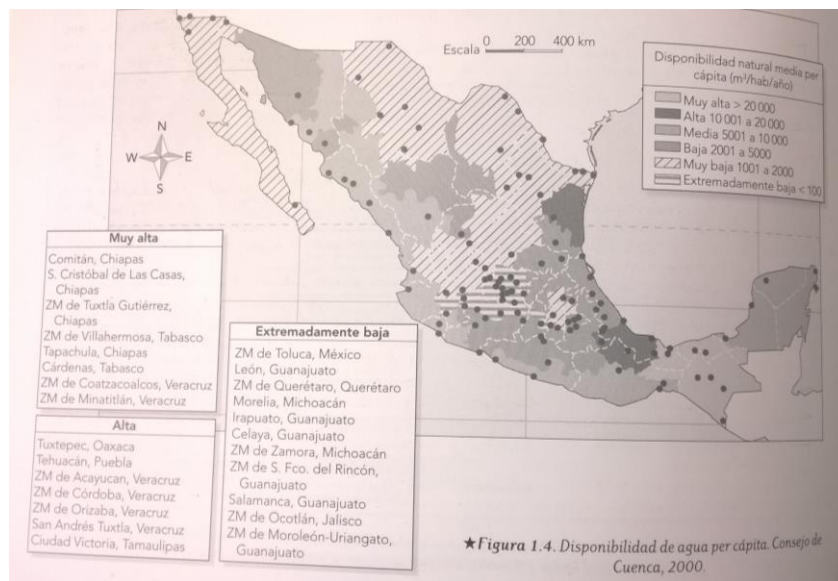 Escala 0 200 400 km
Disponibilidad natural media per
cápita (m³/hab/año)
Muy alta > 20 000
Alta 10 001 a 20 000
Media 5001 a 10 000
Baja 2001 a 5000
Muy baja 1001 a 2000
Extremadamente baja < 100
N
W E
S
Muy alta
Comitán, Chiapas
S. Cristóbal de Las Casas,
Chiapas
ZM de Tuxtla Gutiérrez,
Chiapas
ZM de Villahermosa, Tabasco
Tapachula, Chiapas
Cárdenas, Tabasco
ZM de Coatzacoalcos, Veracruz
ZM de Minatitlán, Veracruz
Alta
Tuxtepec, Oaxaca
Tehuacán, Puebla
ZM de Acayucan, Veracruz
ZM de Córdoba, Veracruz
ZM de Orizaba, Veracruz
San Andrés Tuxtla, Veracruz
Ciudad Victoria, Tamaulipas
Extremadamente baja
ZM de Toluca, México
León, Guanajuato
ZM de Querétaro, Querétaro
Morelia, Michoacán
Irapuato, Guanajuato
Celaya, Guanajuato
ZM de Zamora, Michoacán
ZM de S. Fco. del Rincón,
Guanajuato
Salamanca, Guanajuato
ZM de Ocotlán, Jalisco
ZM de Moroleón-Uriangato,
Guanajuato
★Figura 1.4. Disponibilidad de agua per cápita. Consejo de
Cuenca, 2000.